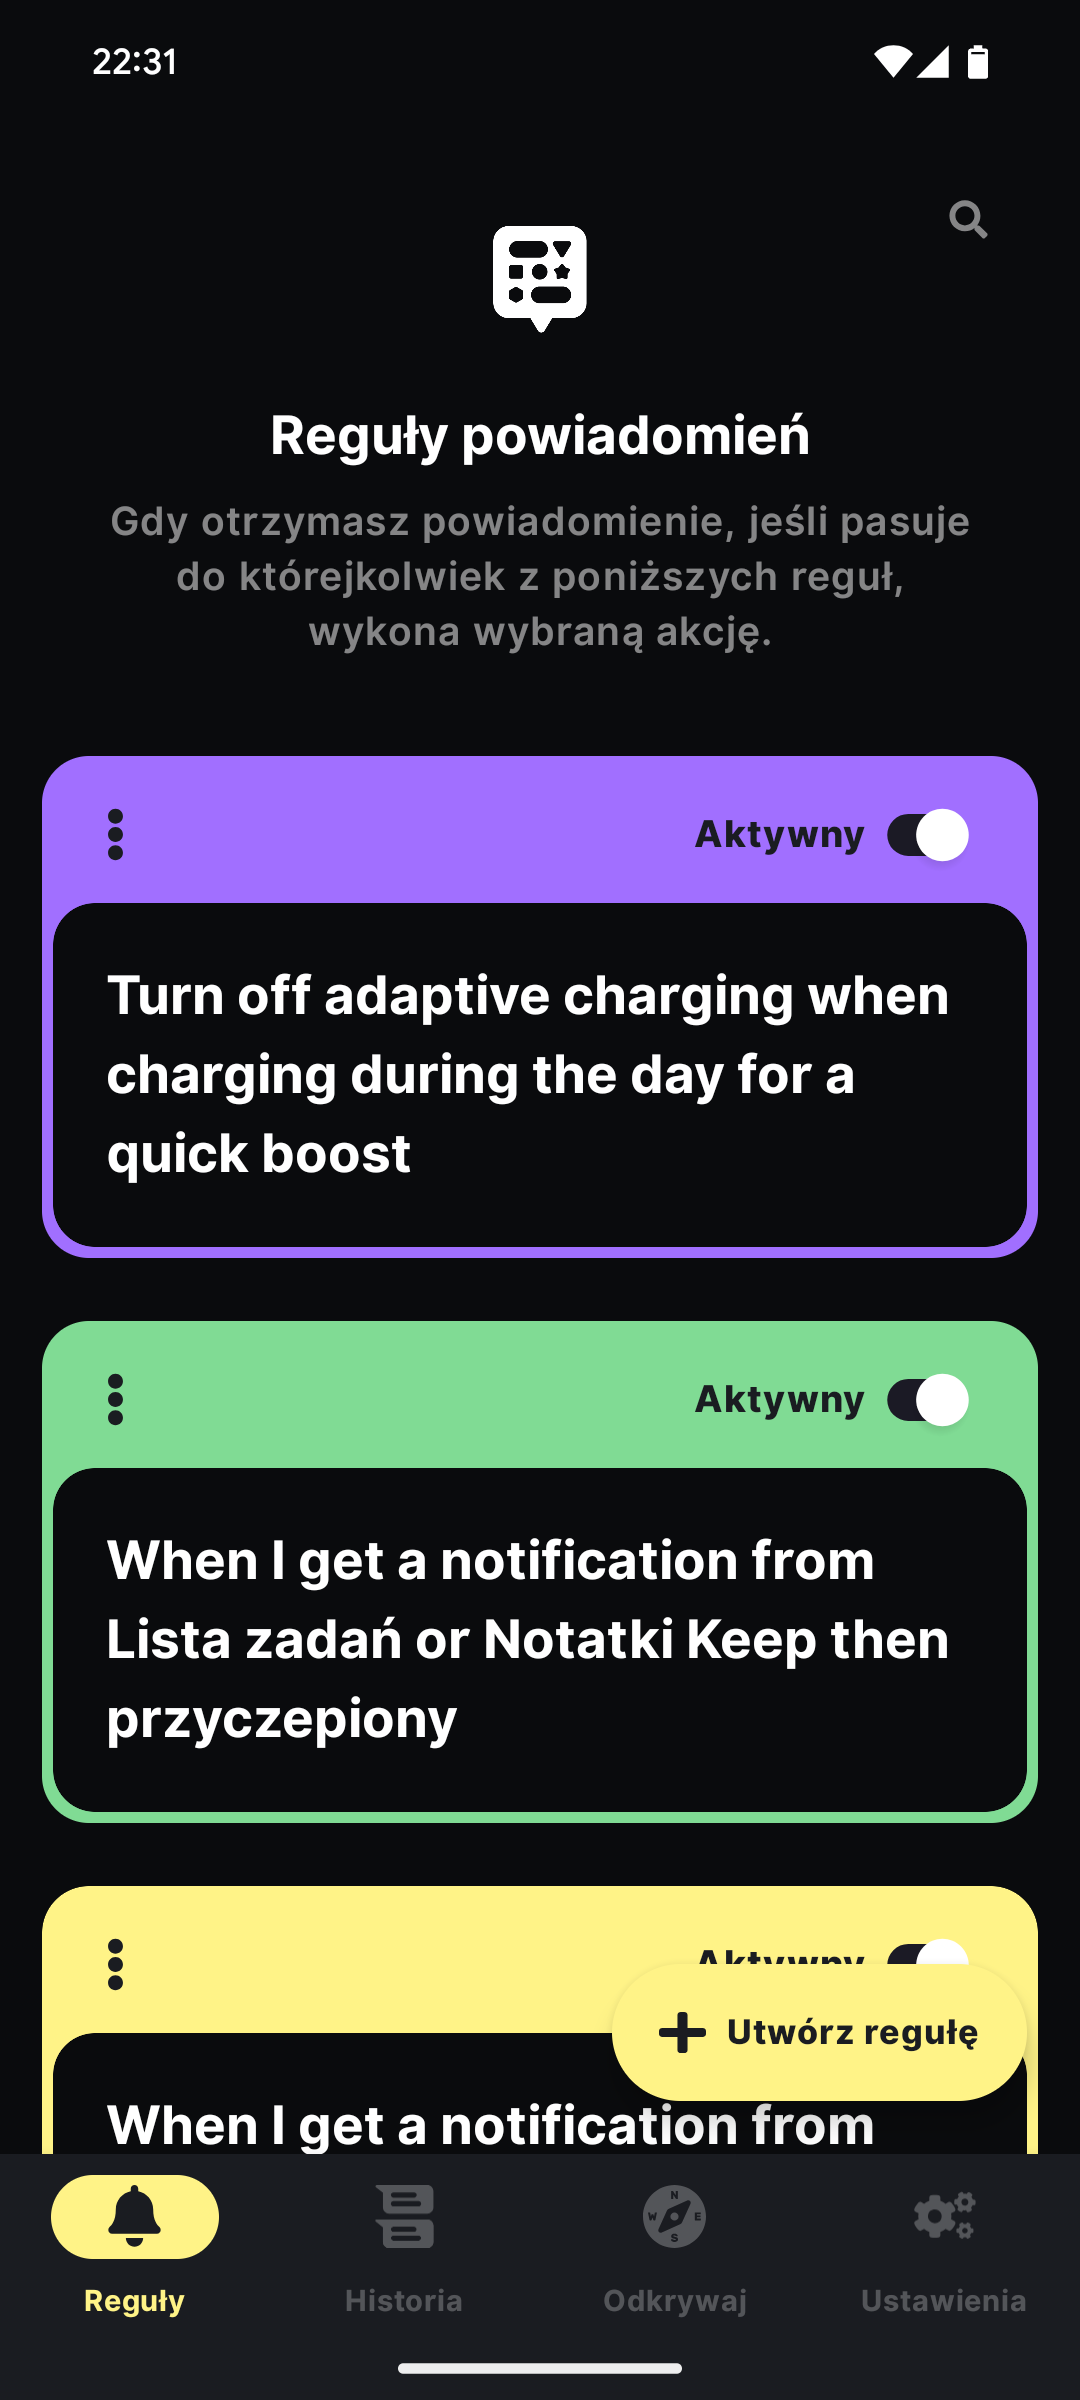 22:31
Reguły powiadomień
Gdy otrzymasz powiadomienie, jeśli pasuje
do którejkolwiek z poniższych reguł,
wykona wybraną akcję.
Aktywny
Turn off adaptive charging when
charging during the day for a
quick boost
Aktywny
When I get a notification from
Lista zadań or Notatki Keep then
przyczepiony
Aktywny
Utwórz regułę
When I get a notification from
Reguły
Historia
N
W E
S
Odkrywaj
Ustawienia